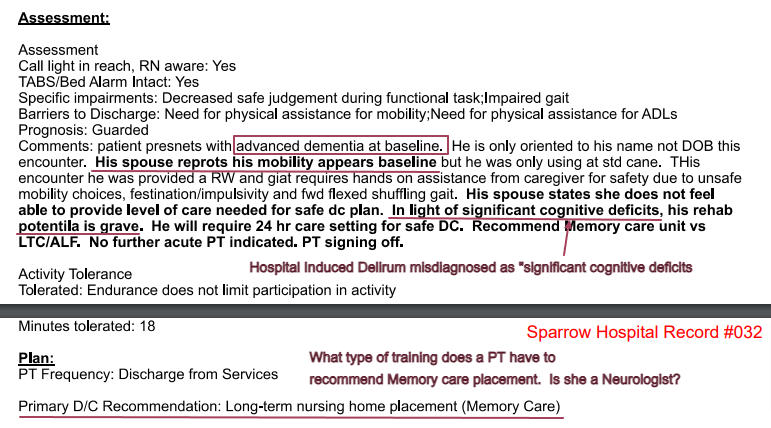 Assessment:
Assessment
Call light in reach, RN aware: Yes
TABS/Bed Alarm Intact: Yes
Specific impairments: Decreased safe judgement during functional task;Impaired gait
Barriers to Discharge: Need for physical assistance for mobility;Need for physical assistance for ADLs
Prognosis: Guarded
Comments: patient presnets with advanced dementia at baseline. He is only oriented to his name not DOB this
encounter. His spouse reprots his mobility appears baseline but he was only using at std cane. THis
encounter he was provided a RW and giat requires hands on assistance from caregiver for safety due to unsafe
mobility choices, festination/impulsivity and fwd flexed shuffling gait. His spouse states she does not feel
able to provide level of care needed for safe dc plan. In light of significant cognitive deficits, his rehab
potentila is grave. He will require 24 hr care setting for safe DC. Recommend Memory care unit vs
LTC/ALF. No further acute PT indicated. PT signing off.
Hospital Induced Delirum misdiagnosed as "significant cognitive deficits
Activity Tolerance
Tolerated: Endurance does not limit participation in activity
Minutes tolerated: 18
Sparrow Hospital Record #032
Plan:
PT Frequency: Discharge from Services
What type of training does a PT have to
recommend Memory care placement. Is she a Neurologist?
Primary D/C Recommendation: Long-term nursing home placement (Memory Care)